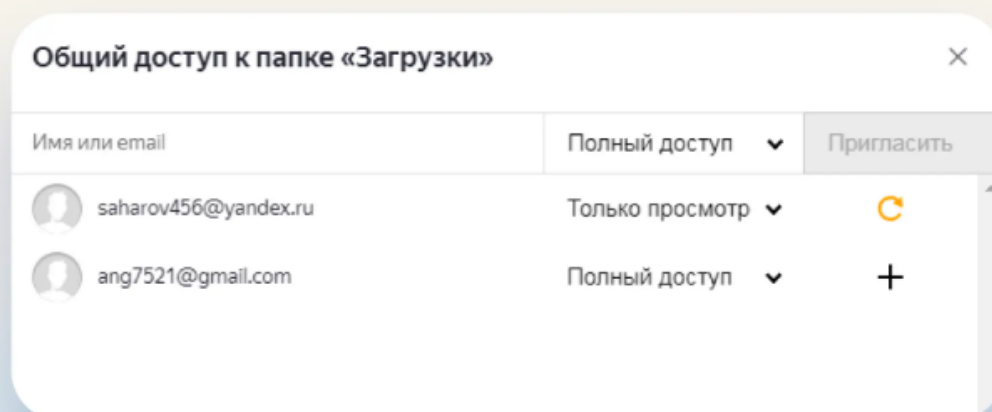 Общий доступ к папке «Загрузки»
Имя или email Полный доступ Пригласить
saharov456@yandex.ru Только просмотр
ang7521@gmail.com Полный доступ